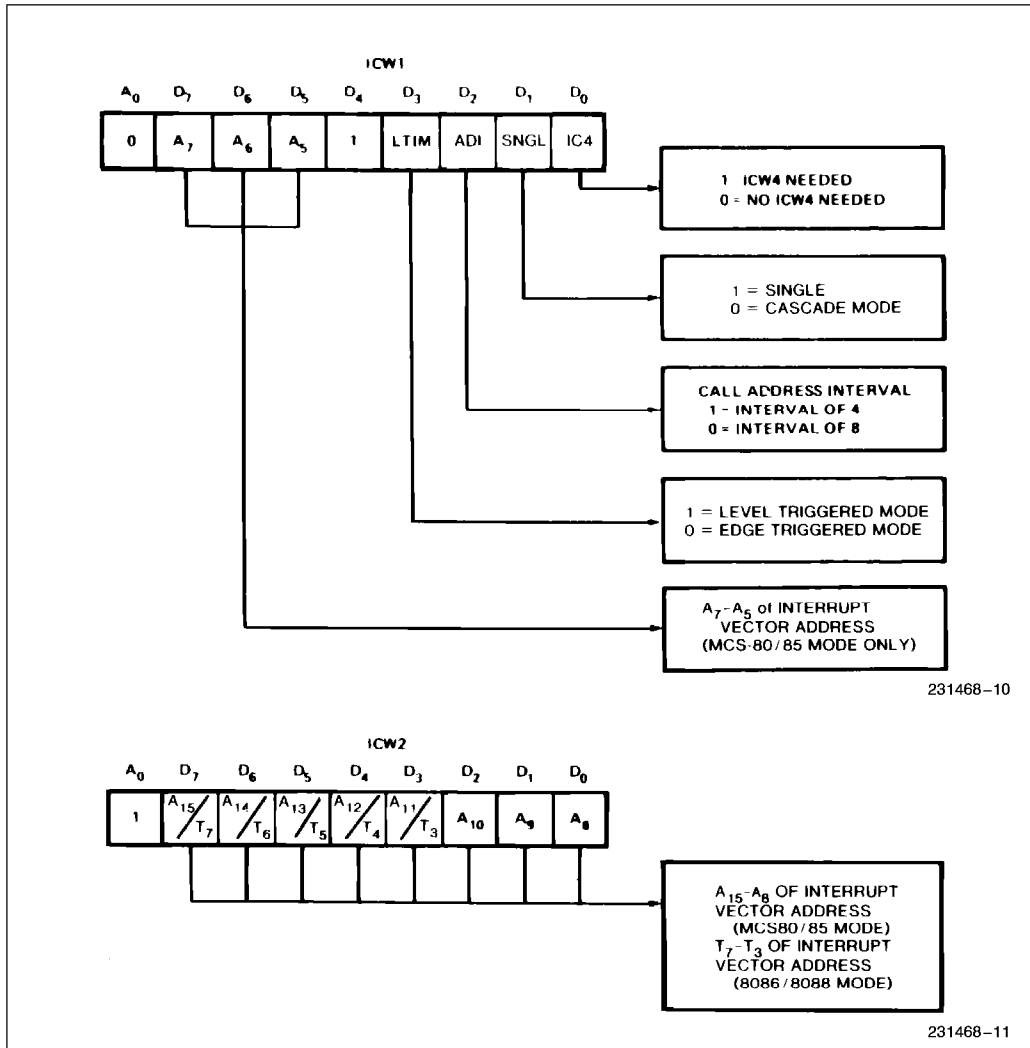 ICW1
A0 D7 D6 D5 D4 D3 D2 D1 D0
0 A7 A6 A5 1 LTIM ADI SNGL IC4
1 ICW4 NEEDED
0 = NO ICW4 NEEDED
1 = SINGLE
0 = CASCADE MODE
CALL ADDRESS INTERVAL
1 - INTERVAL OF 4
0 = INTERVAL OF 8
1 = LEVEL TRIGGERED MODE
0 = EDGE TRIGGERED MODE
A7-A5 of INTERRUPT
VECTOR ADDRESS
(MCS-80/85 MODE ONLY)
231468-10
ICW2
A0 D7 D6 D5 D4 D3 D2 D1 D0
1 A15/T7 A14/T6 A13/T5 A12/T4 A11/T3 A10 A9 A8
A15-A8 OF INTERRUPT
VECTOR ADDRESS
(MCS80/85 MODE)
T7-T3 OF INTERRUPT
VECTOR ADDRESS
(8086/8088 MODE)
231468-11